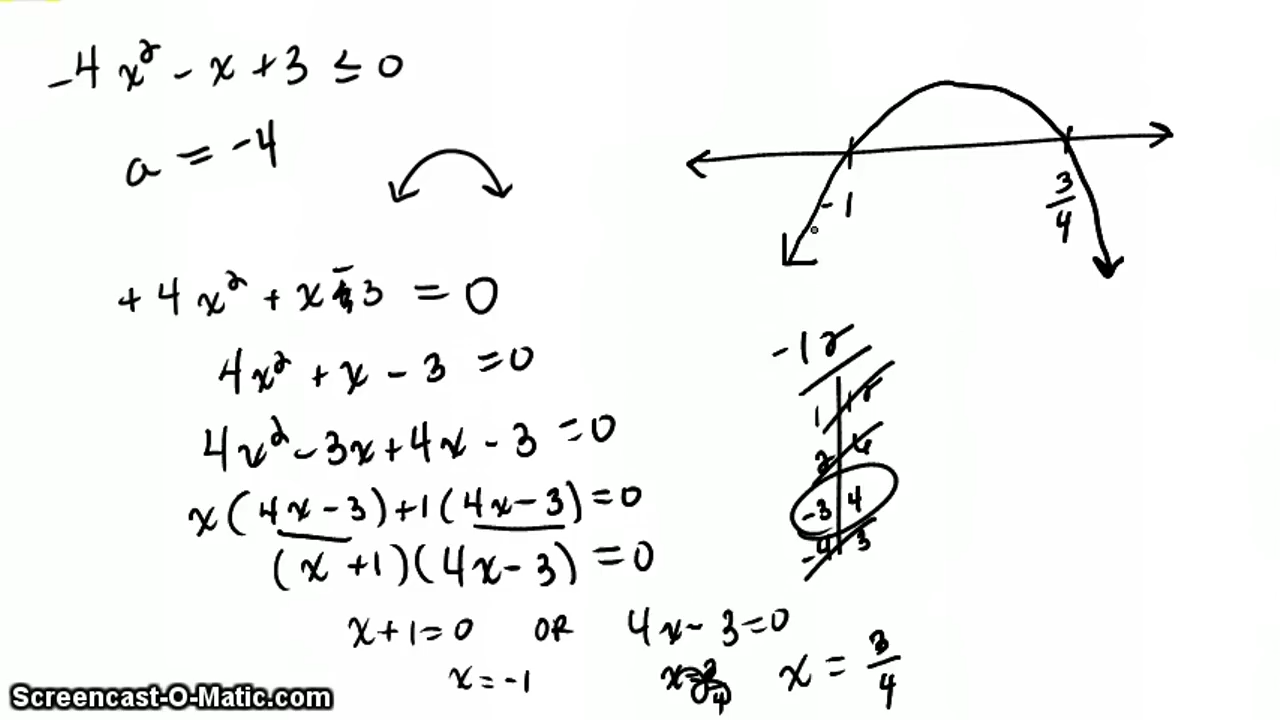 -4x² - x + 3 ≤ 0
a = -4
-1
3/4
+4x² + x - 3 = 0
4x² + x - 3 = 0
4x² - 3x + 4x - 3 = 0
x(4x - 3) + 1(4x - 3) = 0
(x + 1)(4x - 3) = 0
x + 1 = 0 OR 4x - 3 = 0
x = -1
x = 3/4
-12
1 12
2 6
-3 4
-4 3
Screencast-O-Matic.com